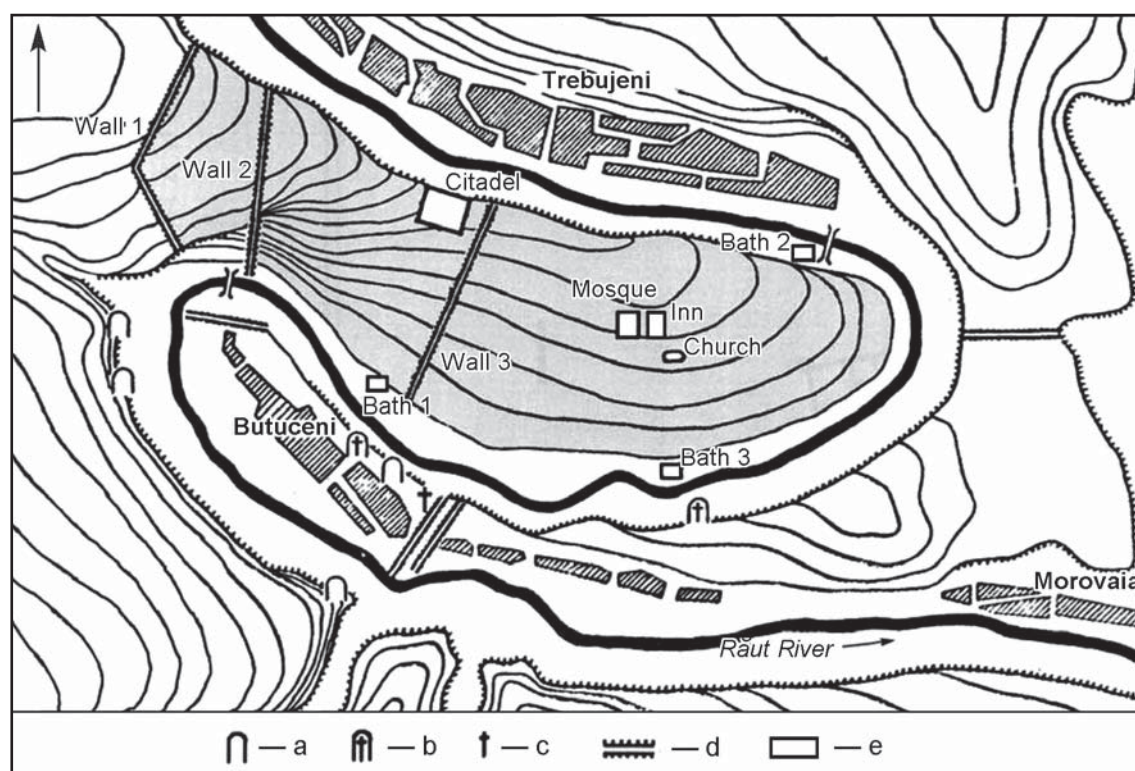 Trebujeni
Wall 1
Wall 2
Citadel
Bath 2
Mosque
Inn
Church
Wall 3
Bath 1
Butuceni
Bath 3
Morovaia
Răut River
— a
— b
— c
— d
— e